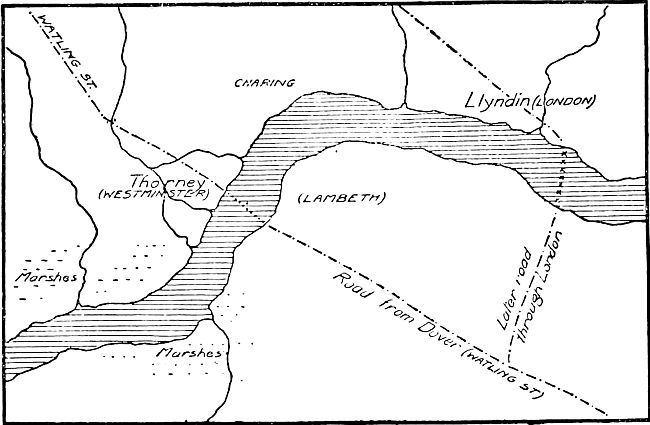 WATLING ST.
CHARING
Llyndin (LONDON)
Thorney
(WESTMINSTER)
(LAMBETH)
Marshes
Marshes
Road from Dover (WATLING ST)
Later road
through London